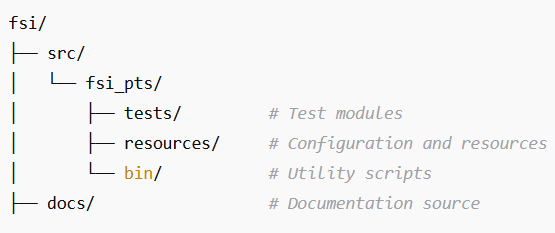 fsi/
├── src/
│   └── fsi_pts/
│       ├── tests/         # Test modules
│       ├── resources/     # Configuration and resources
│       └── bin/           # Utility scripts
├── docs/                  # Documentation source